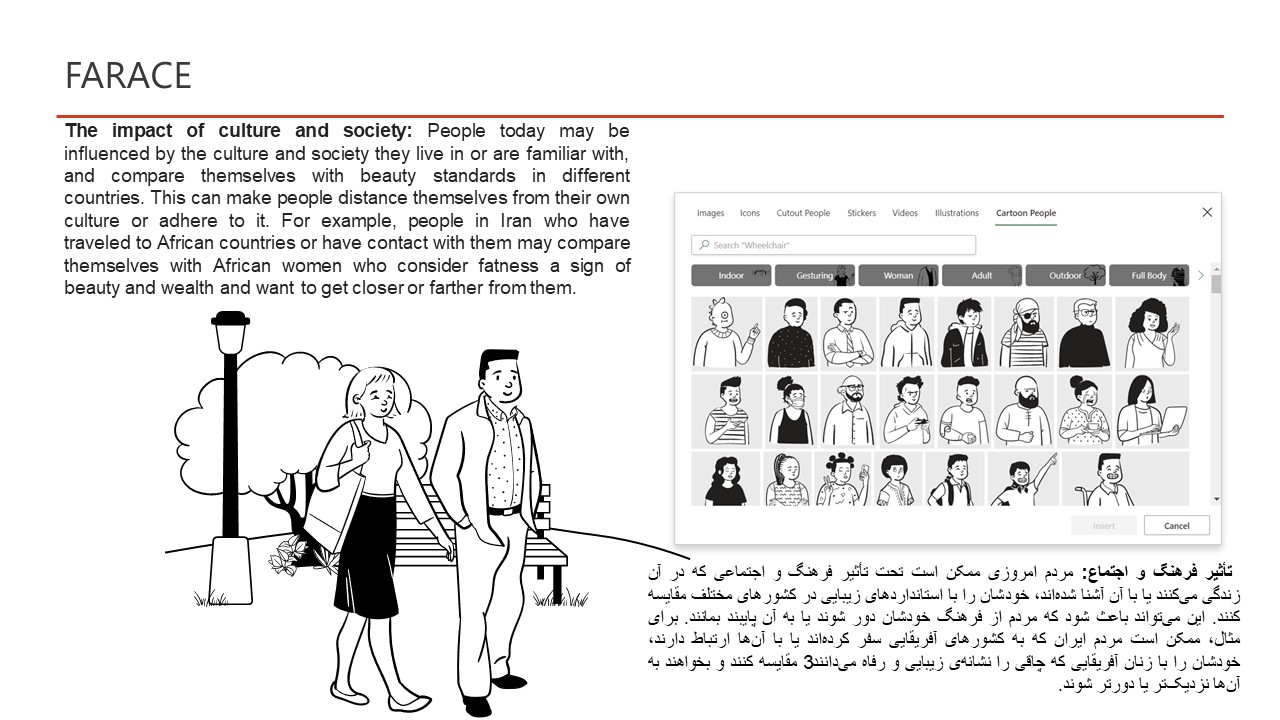 FARACE
The impact of culture and society: People today may be
influenced by the culture and society they live in or are familiar with,
and compare themselves with beauty standards in different
countries. This can make people distance themselves from their own
culture or adhere to it. For example, people in Iran who have
traveled to African countries or have contact with them may compare
themselves with African women who consider fatness a sign of
beauty and wealth and want to get closer or farther from them.
Images Icons Cutout People Stickers Videos Illustrations Cartoon People
Search "Wheelchair"
Indoor Gesturing Woman Adult Outdoor Full Body
Insert Cancel
تأثیر فرهنگ و اجتماع: مردم امروزی ممکن است تحت تأثیر فرهنگ و اجتماعی که در آن
زندگی می‌کنند یا با آن آشنا شده‌اند، خودشان را با استانداردهای زیبایی در کشورهای مختلف مقایسه
کنند. این می‌تواند باعث شود که مردم از فرهنگ خودشان دور شوند یا به آن پایبند بمانند. برای
مثال، ممکن است مردم ایران که به کشورهای آفریقایی سفر کرده‌اند یا با آن‌ها ارتباط دارند،
خودشان را با زنان آفریقایی که چاقی را نشانه‌ی زیبایی و رفاه می‌دانند3 مقایسه کنند و بخواهند به
آن‌ها نزدیک‌تر یا دورتر شوند.